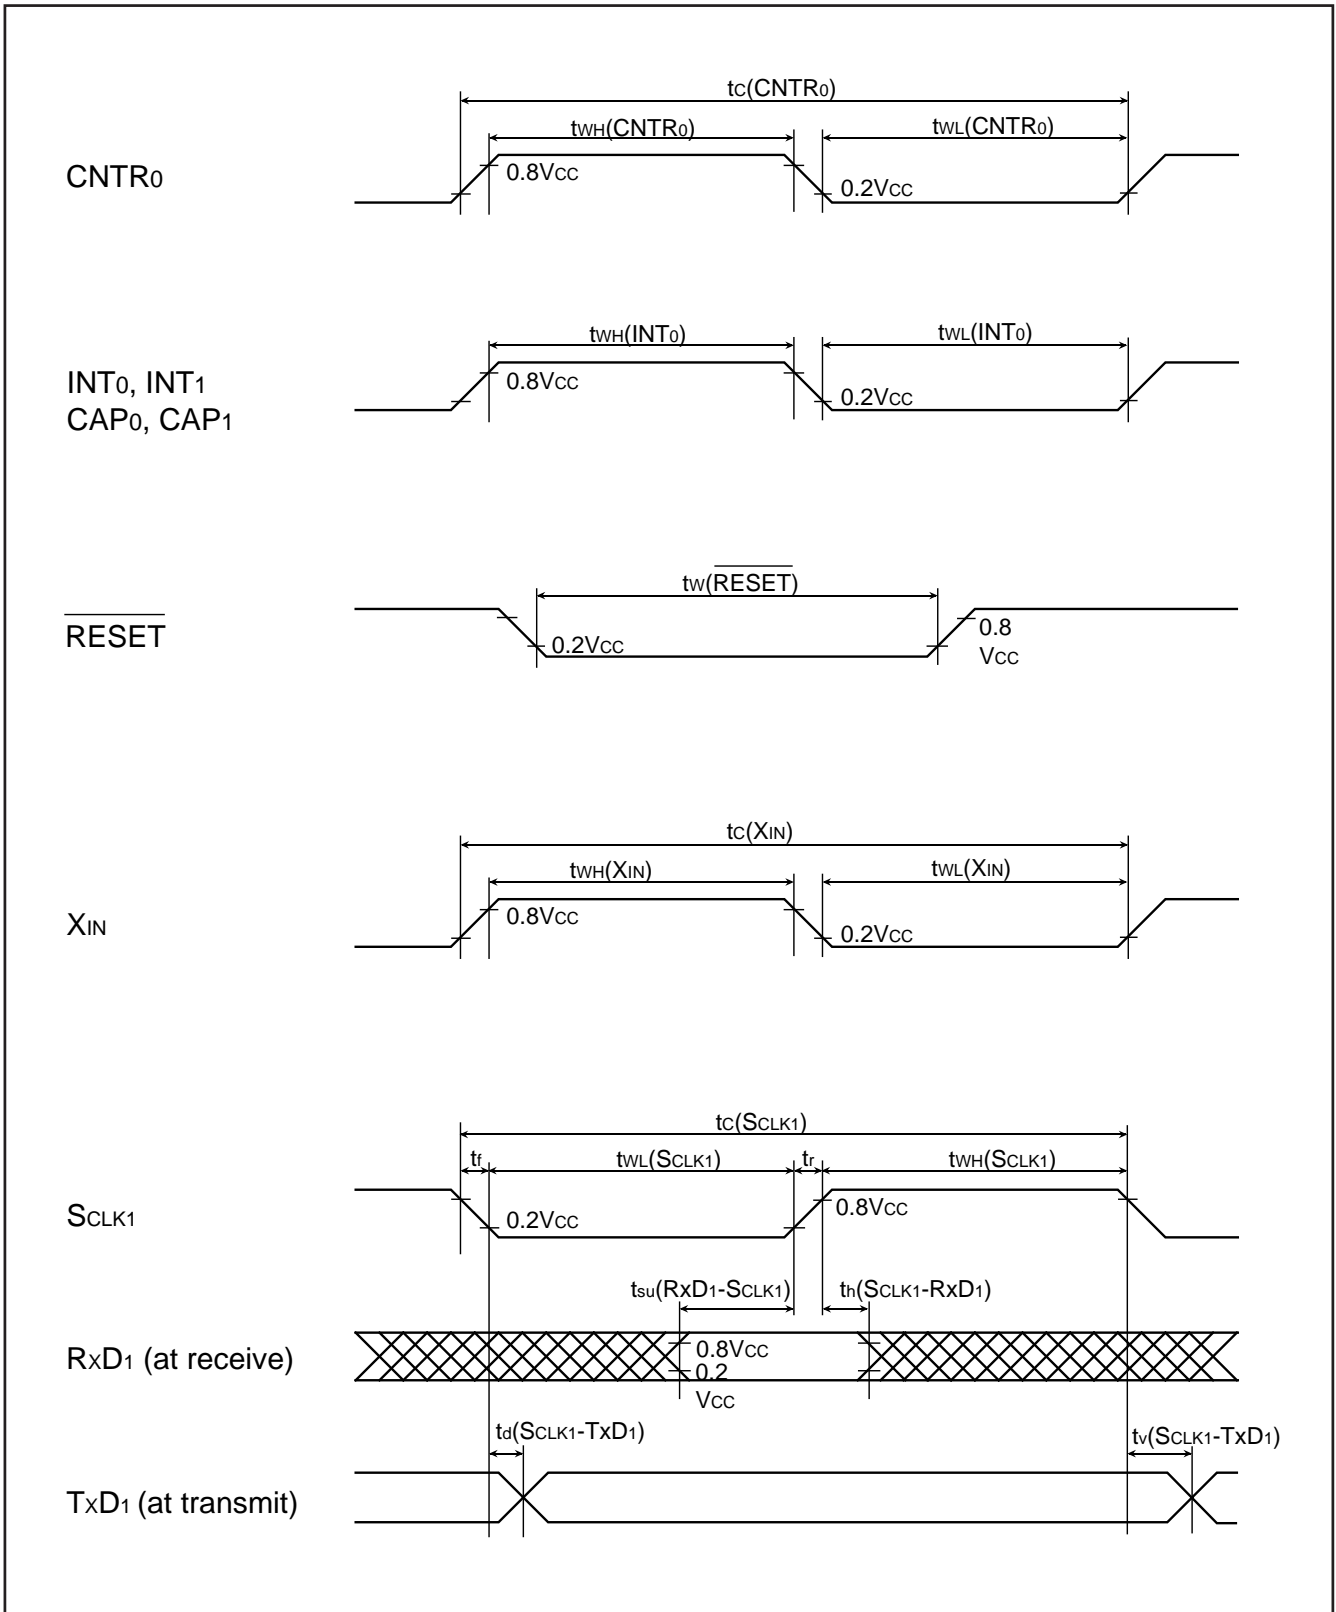 tC(CNTR0)
tWH(CNTR0)
tWL(CNTR0)
CNTR0
0.8VCC
0.2VCC
tWH(INT0)
tWL(INT0)
INT0, INT1
CAP0, CAP1
0.8VCC
0.2VCC
tW(RESET)
RESET
0.2VCC
0.8
VCC
tC(XIN)
tWH(XIN)
tWL(XIN)
XIN
0.8VCC
0.2VCC
tC(SCLK1)
tf
tWL(SCLK1)
tr
tWH(SCLK1)
SCLK1
0.2VCC
0.8VCC
tsu(RxD1-SCLK1)
th(SCLK1-RxD1)
RXD1 (at receive)
0.8VCC
0.2
VCC
td(SCLK1-TxD1)
tv(SCLK1-TxD1)
TXD1 (at transmit)